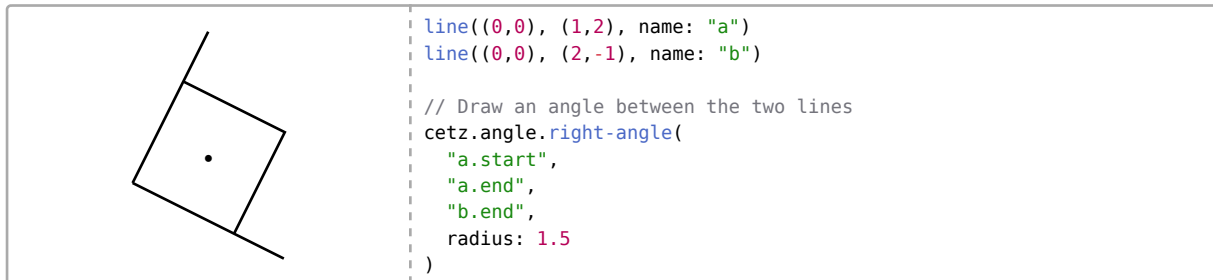 line((0,0), (1,2), name: "a")
line((0,0), (2,-1), name: "b")

// Draw an angle between the two lines
cetz.angle.right-angle(
  "a.start",
  "a.end",
  "b.end",
  radius: 1.5
)